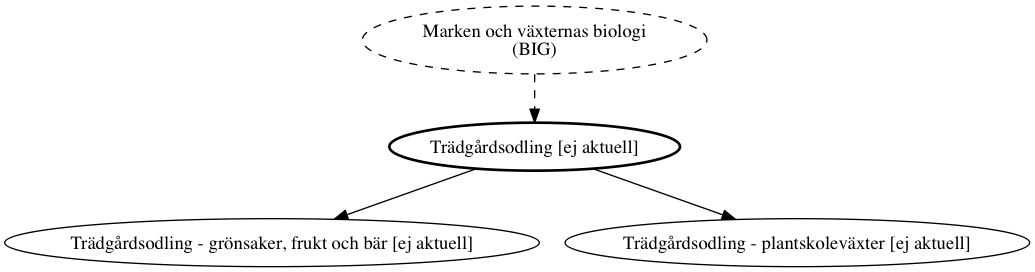 Marken och växternas biologi
(BIG)
Trädgårdsodling [ej aktuell]
Trädgårdsodling - grönsaker, frukt och bär [ej aktuell]
Trädgårdsodling - plantskoleväxter [ej aktuell]